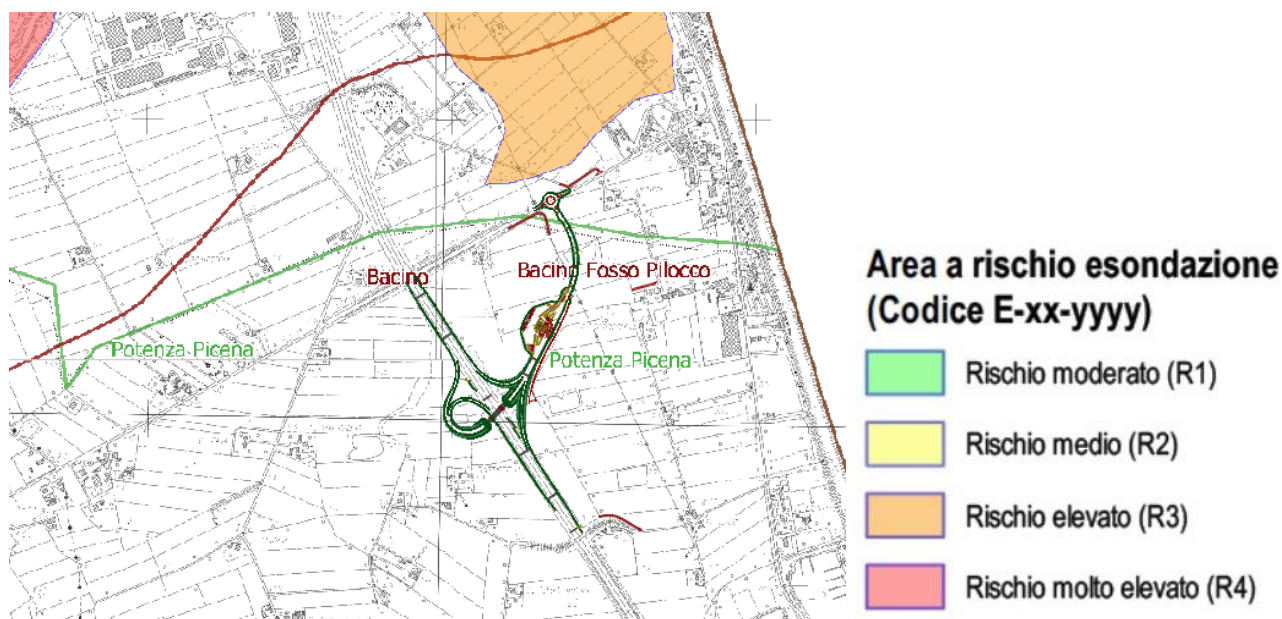 Bacino
Bacino Fosso Pilocco
Potenza Picena
Potenza Picena
Area a rischio esondazione
(Codice E-xx-yyyy)
Rischio moderato (R1)
Rischio medio (R2)
Rischio elevato (R3)
Rischio molto elevato (R4)